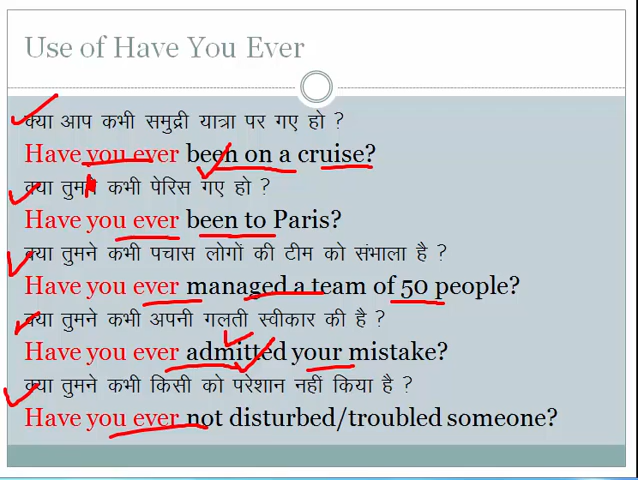 Use of Have You Ever
क्या आप कभी समुद्री यात्रा पर गए हो ?
Have you ever been on a cruise?
क्या तुम कभी पेरिस गए हो ?
Have you ever been to Paris?
क्या तुमने कभी पचास लोगों की टीम को संभाला है ?
Have you ever managed a team of 50 people?
क्या तुमने कभी अपनी गलती स्वीकार की है ?
Have you ever admitted your mistake?
क्या तुमने कभी किसी को परेशान नहीं किया है ?
Have you ever not disturbed/troubled someone?